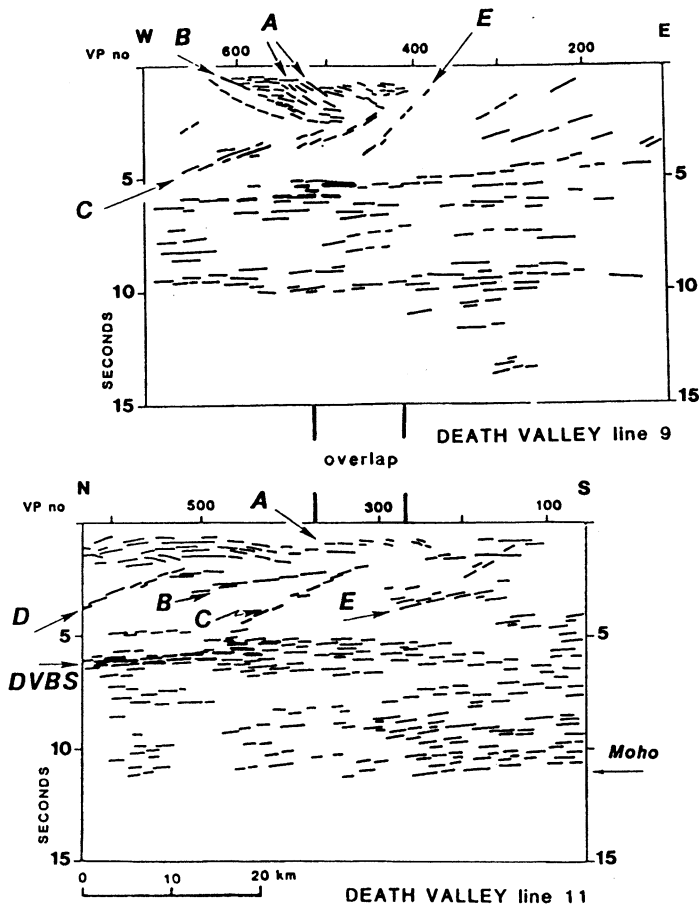 A
E
W B
E
VP no 600 400 200
5 5
C
10 10
SECONDS
15 15
DEATH VALLEY line 9
overlap
N A S
VP no 500 300 100
B
C E
D
5 5
DVBS
10 Moho
SECONDS
15 15
0 10 20 km
DEATH VALLEY line 11